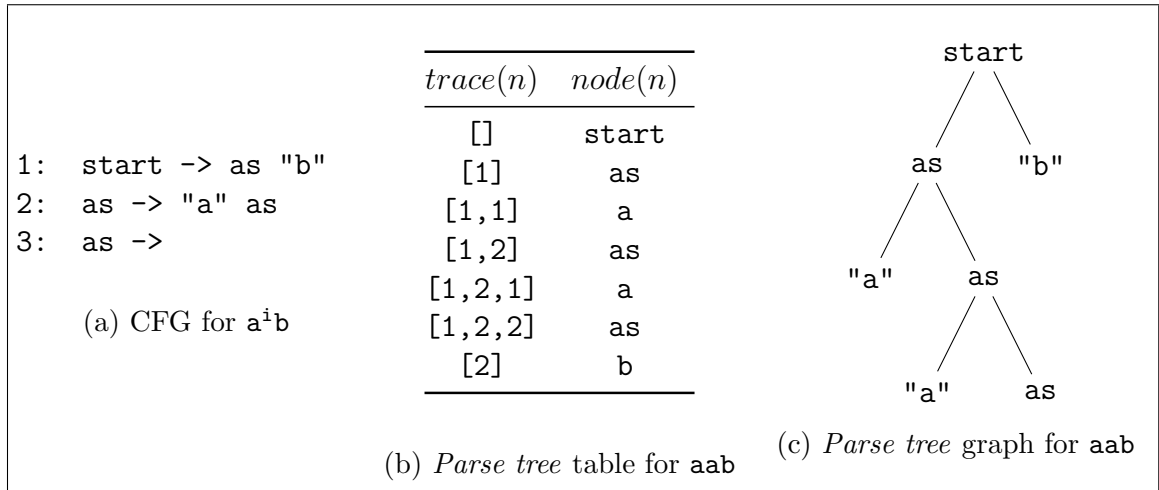 1: start -> as "b"
2: as -> "a" as
3: as ->
(a) CFG for aⁱb
trace(n) node(n)
[] start
[1] as
[1,1] a
[1,2] as
[1,2,1] a
[1,2,2] as
[2] b
(b) Parse tree table for aab
start
as "b"
"a" as
"a" as
(c) Parse tree graph for aab